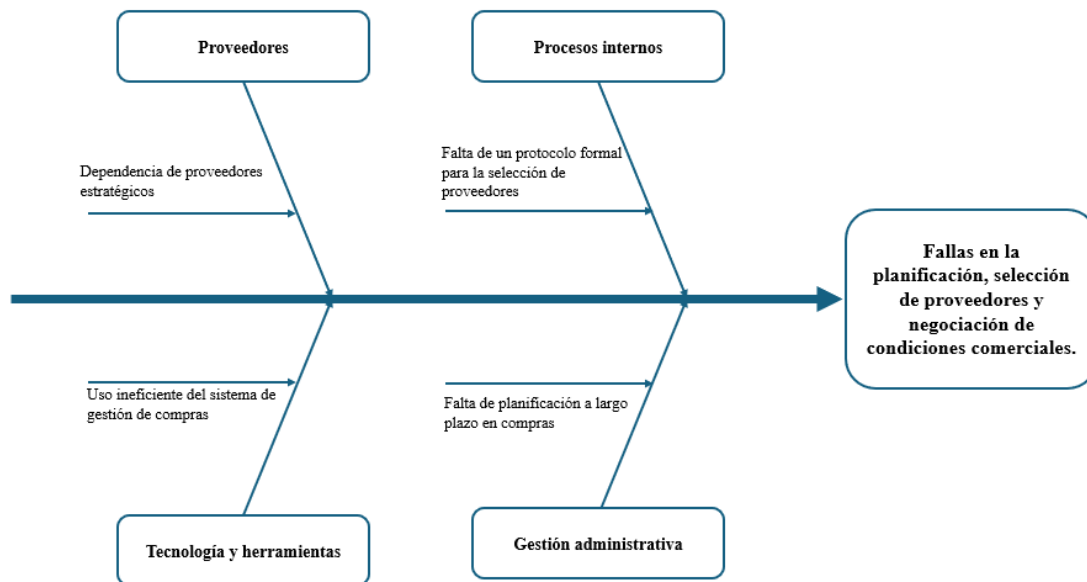 Proveedores
Procesos internos
Dependencia de proveedores
estratégicos
Falta de un protocolo formal
para la selección de
proveedores
Fallas en la
planificación, selección
de proveedores y
negociación de
condiciones comerciales.
Uso ineficiente del sistema de
gestión de compras
Falta de planificación a largo
plazo en compras
Tecnología y herramientas
Gestión administrativa